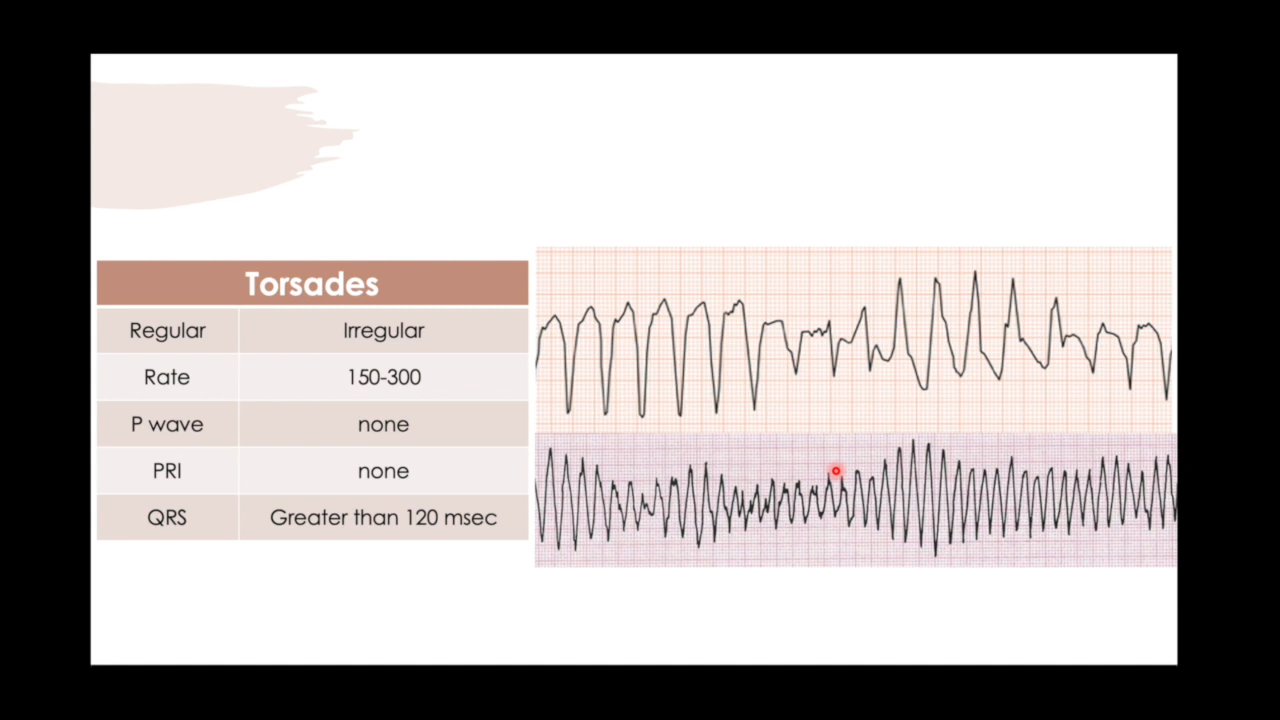 Torsades
Regular Irregular
Rate 150-300
P wave none
PRI none
QRS Greater than 120 msec